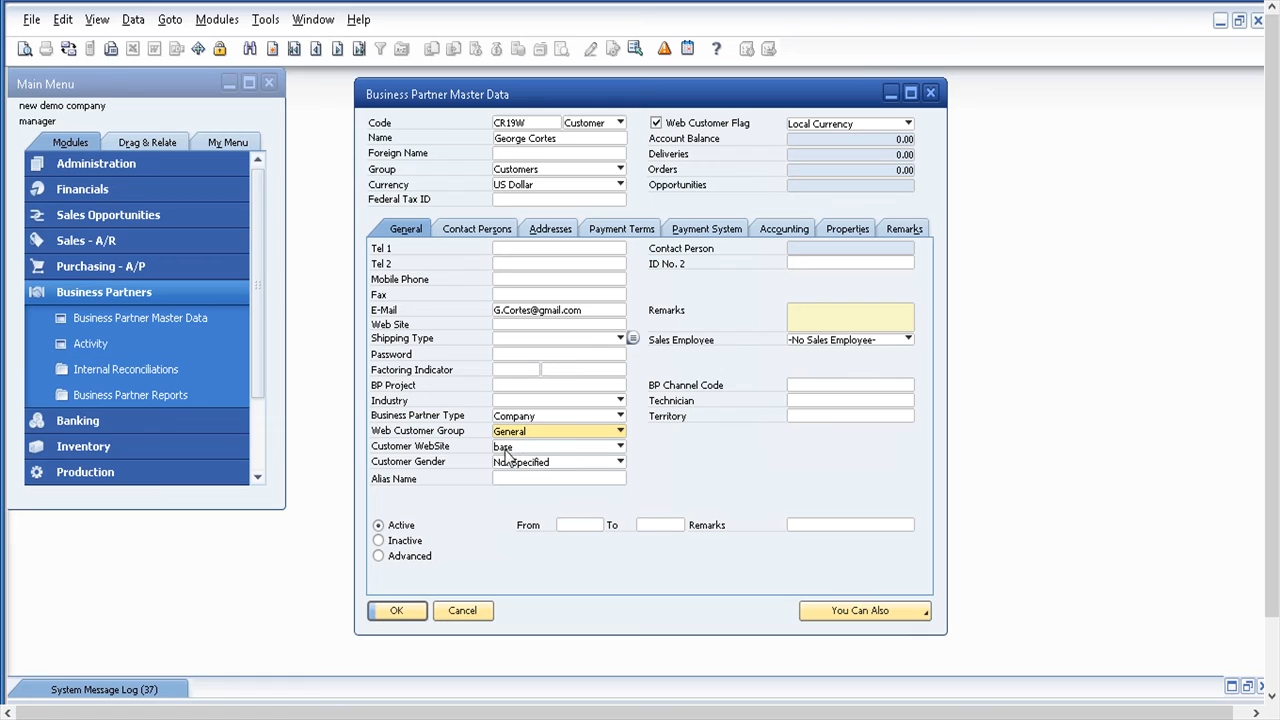 File Edit View Data Goto Modules Tools Window Help
Main Menu
new demo company
manager
Modules Drag & Relate My Menu
Administration
Financials
Sales Opportunities
Sales - A/R
Purchasing - A/P
Business Partners
Business Partner Master Data
Activity
Internal Reconciliations
Business Partner Reports
Banking
Inventory
Production
Business Partner Master Data
Code CR19W Customer
Name George Cortes
Foreign Name
Group Customers
Currency US Dollar
Federal Tax ID
Web Customer Flag Local Currency
Account Balance 0.00
Deliveries 0.00
Orders 0.00
Opportunities
General Contact Persons Addresses Payment Terms Payment System Accounting Properties Remarks
Tel 1
Tel 2
Mobile Phone
Fax
E-Mail G.Cortes@gmail.com
Web Site
Shipping Type
Password
Factoring Indicator
BP Project
Industry
Business Partner Type Company
Web Customer Group General
Customer WebSite base
Customer Gender Not Specified
Alias Name
Contact Person
ID No. 2
Remarks
Sales Employee -No Sales Employee-
BP Channel Code
Technician
Territory
Active From To Remarks
Inactive
Advanced
OK Cancel You Can Also
System Message Log (37)